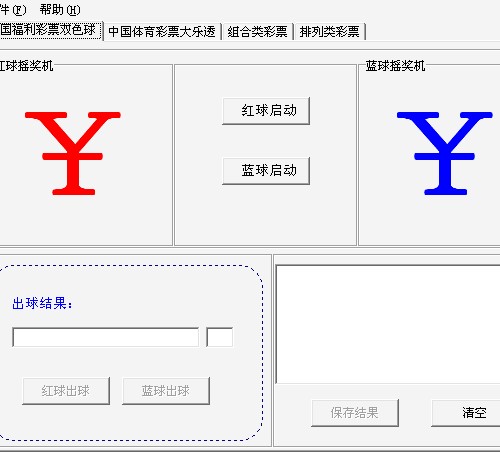 件(F) 帮助(H)
国福利彩票双色球 中国体育彩票大乐透 组合类彩票 排列类彩票
红球摇奖机 蓝球摇奖机
¥ ¥
红球启动
蓝球启动
出球结果：
红球出球 蓝球出球
保存结果 清空